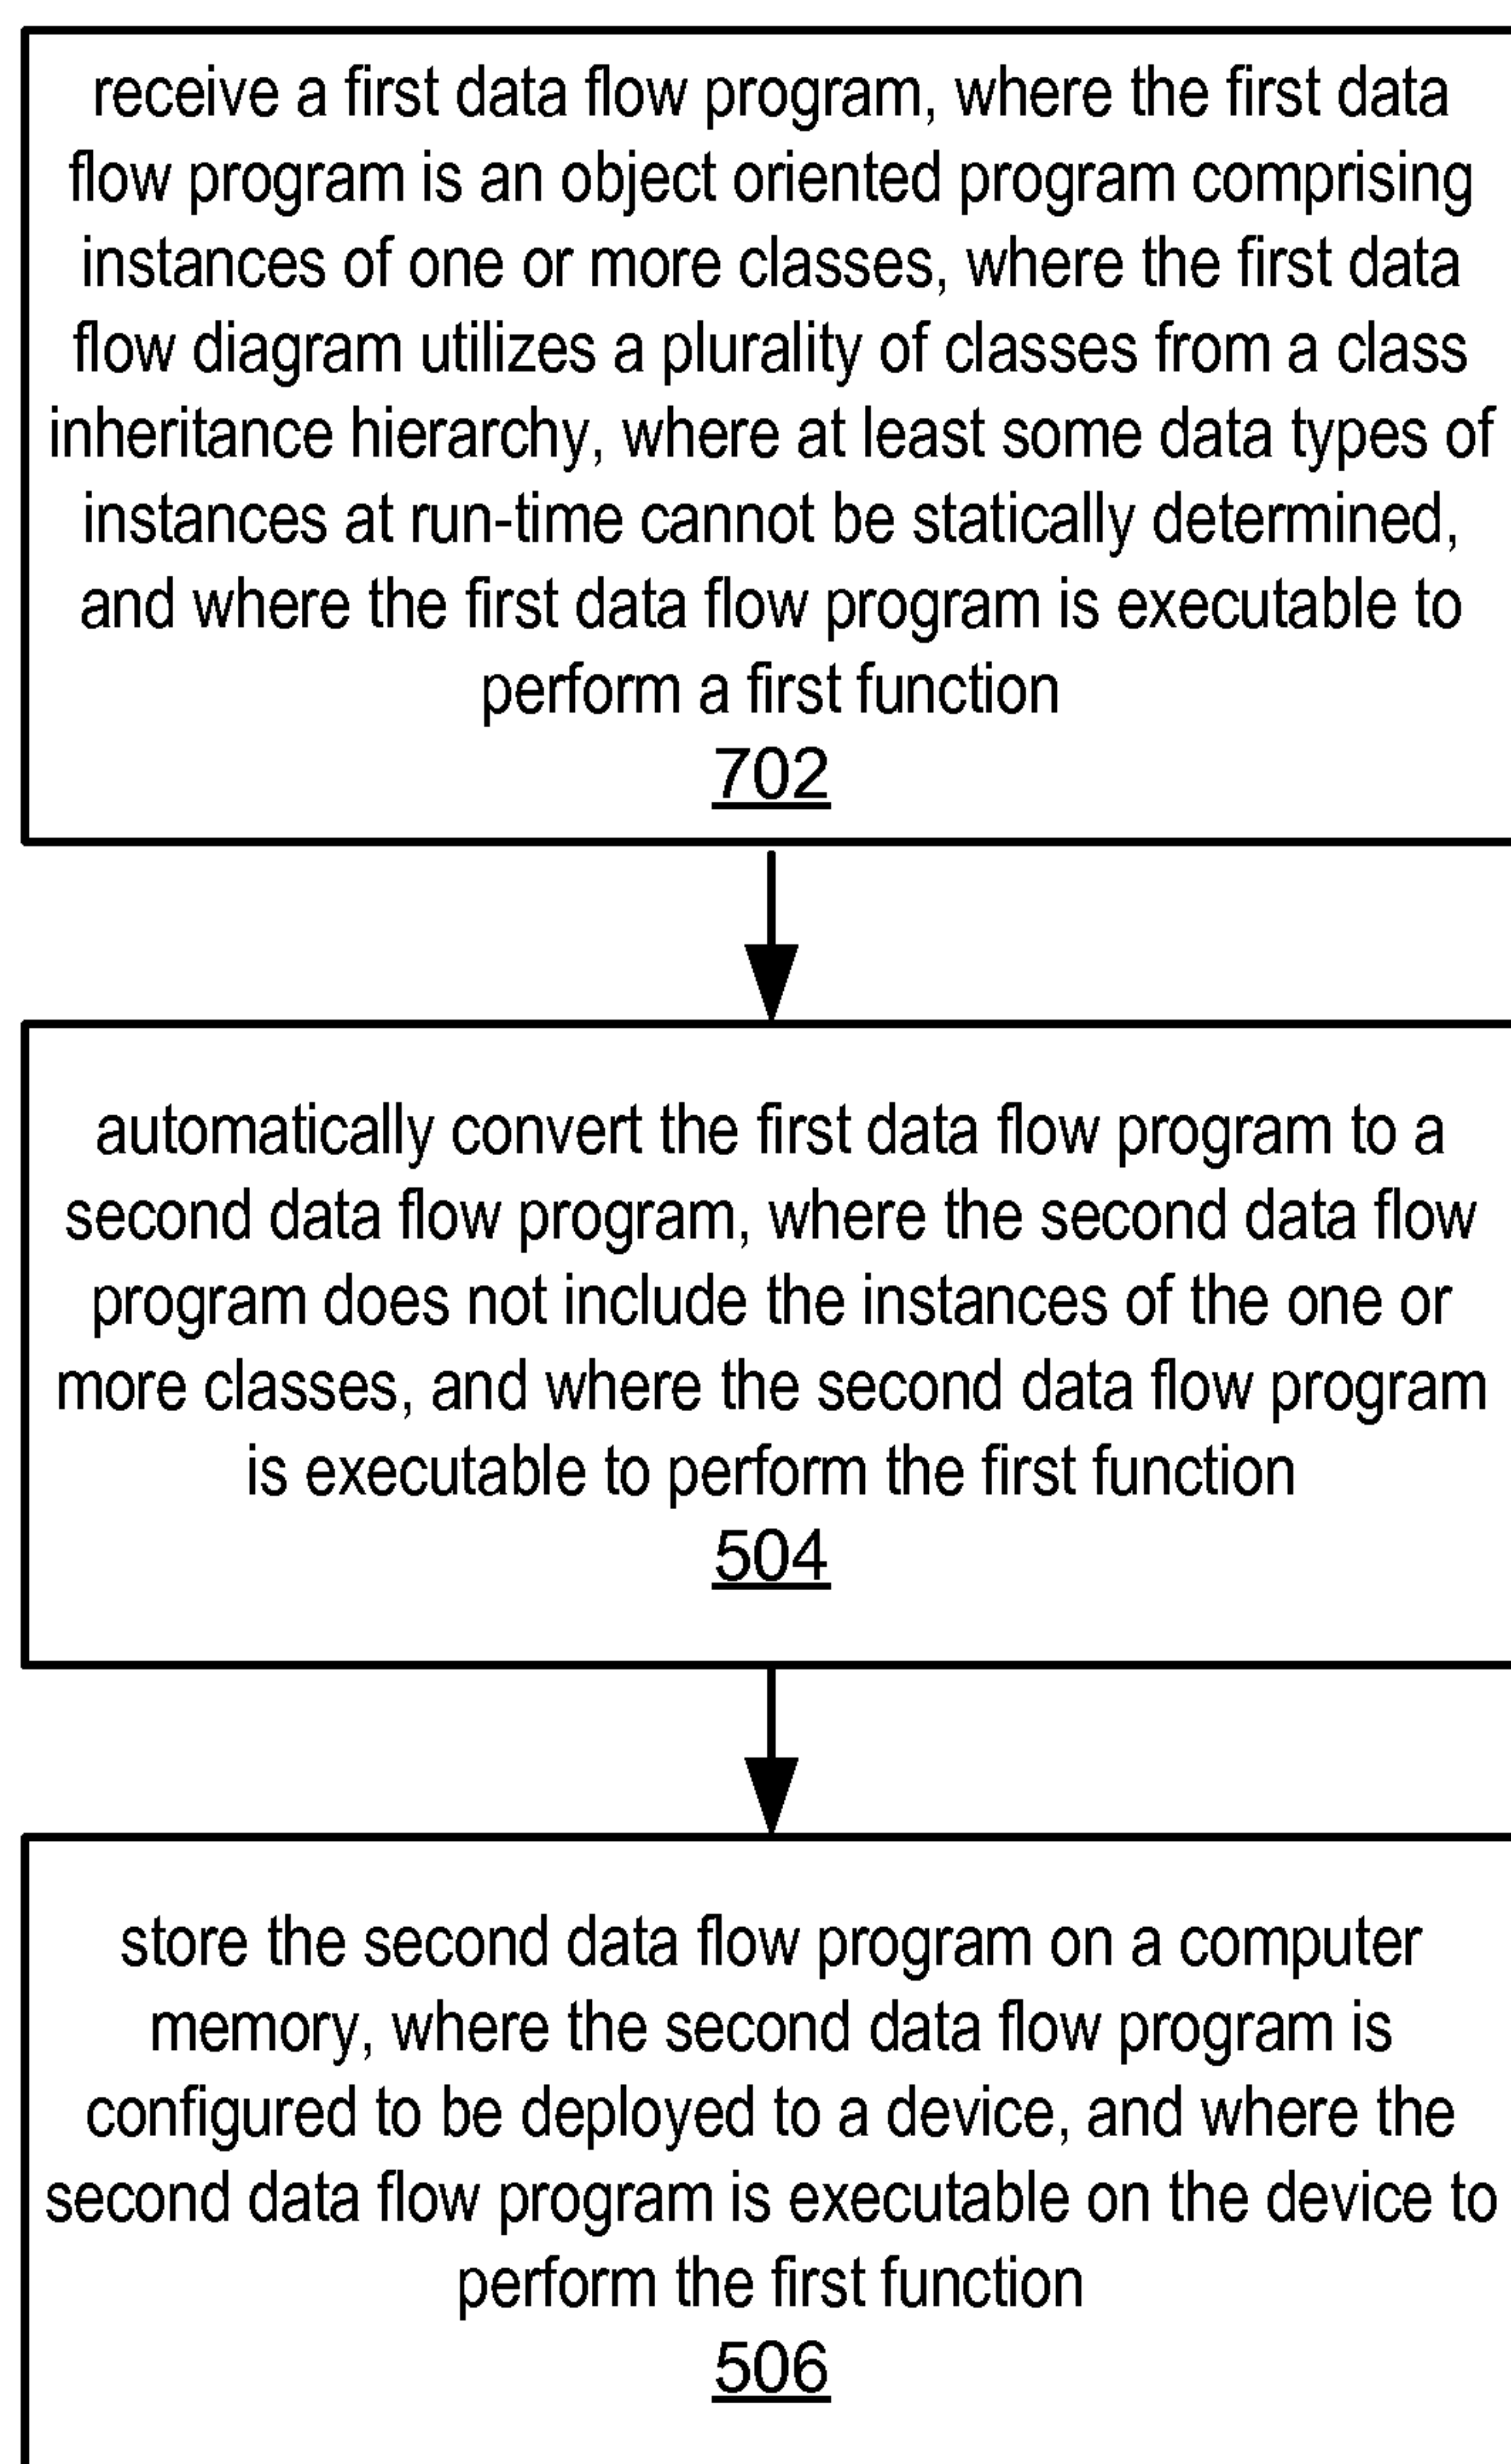 receive a first data flow program, where the first data
flow program is an object oriented program comprising
instances of one or more classes, where the first data
flow diagram utilizes a plurality of classes from a class
inheritance hierarchy, where at least some data types of
instances at run-time cannot be statically determined,
and where the first data flow program is executable to
perform a first function
702
automatically convert the first data flow program to a
second data flow program, where the second data flow
program does not include the instances of the one or
more classes, and where the second data flow program
is executable to perform the first function
504
store the second data flow program on a computer
memory, where the second data flow program is
configured to be deployed to a device, and where the
second data flow program is executable on the device to
perform the first function
506